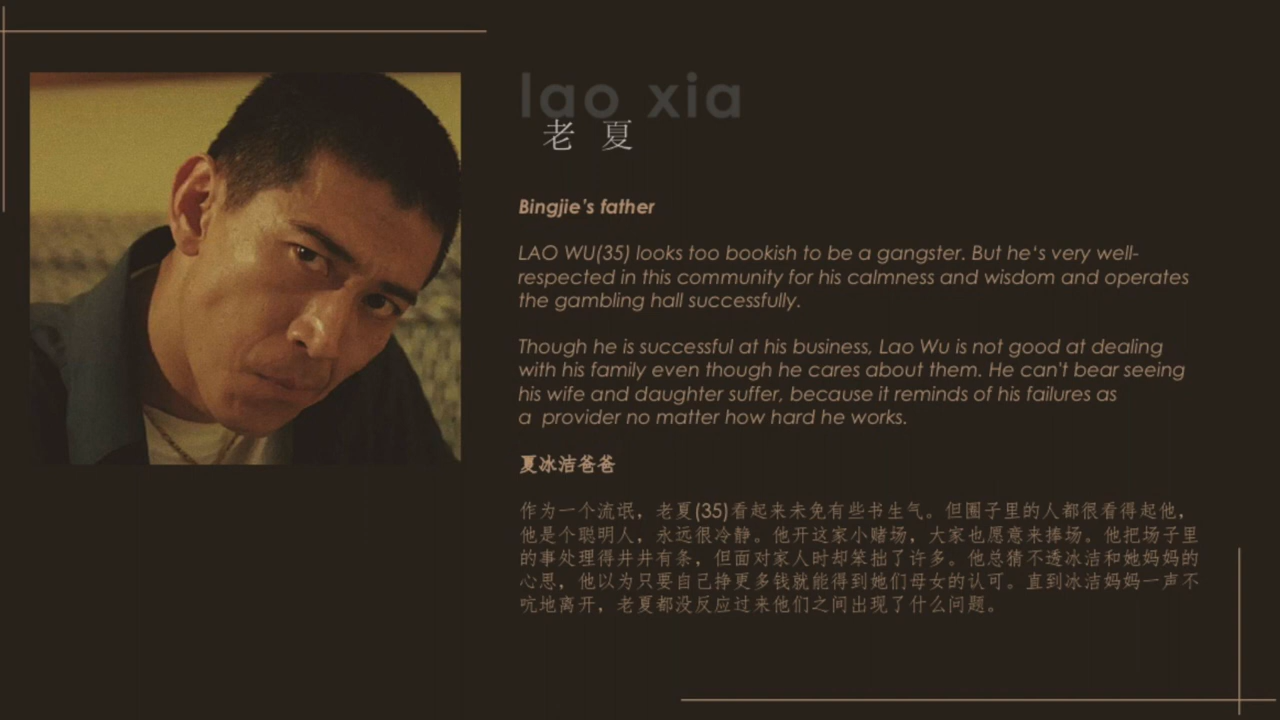 lao xia
老 夏
Bingjie's father
LAO WU(35) looks too bookish to be a gangster. But he's very well-
respected in this community for his calmness and wisdom and operates
the gambling hall successfully.
Though he is successful at his business, Lao Wu is not good at dealing
with his family even though he cares about them. He can't bear seeing
his wife and daughter suffer, because it reminds of his failures as
a  provider no matter how hard he works.
夏冰洁爸爸
作为一个流氓，老夏(35)看起来未免有些书生气。但圈子里的人都很看得起他，
他是个聪明人，永远很冷静。他开这家小赌场，大家也愿意来捧场。他把场子里
的事处理得井井有条，但面对家人时却笨拙了许多。他总猜不透冰洁和她妈妈的
心思，他以为只要自己挣更多钱就能得到她们母女的认可。直到冰洁妈妈一声不
吭地离开，老夏都没反应过来他们之间出现了什么问题。